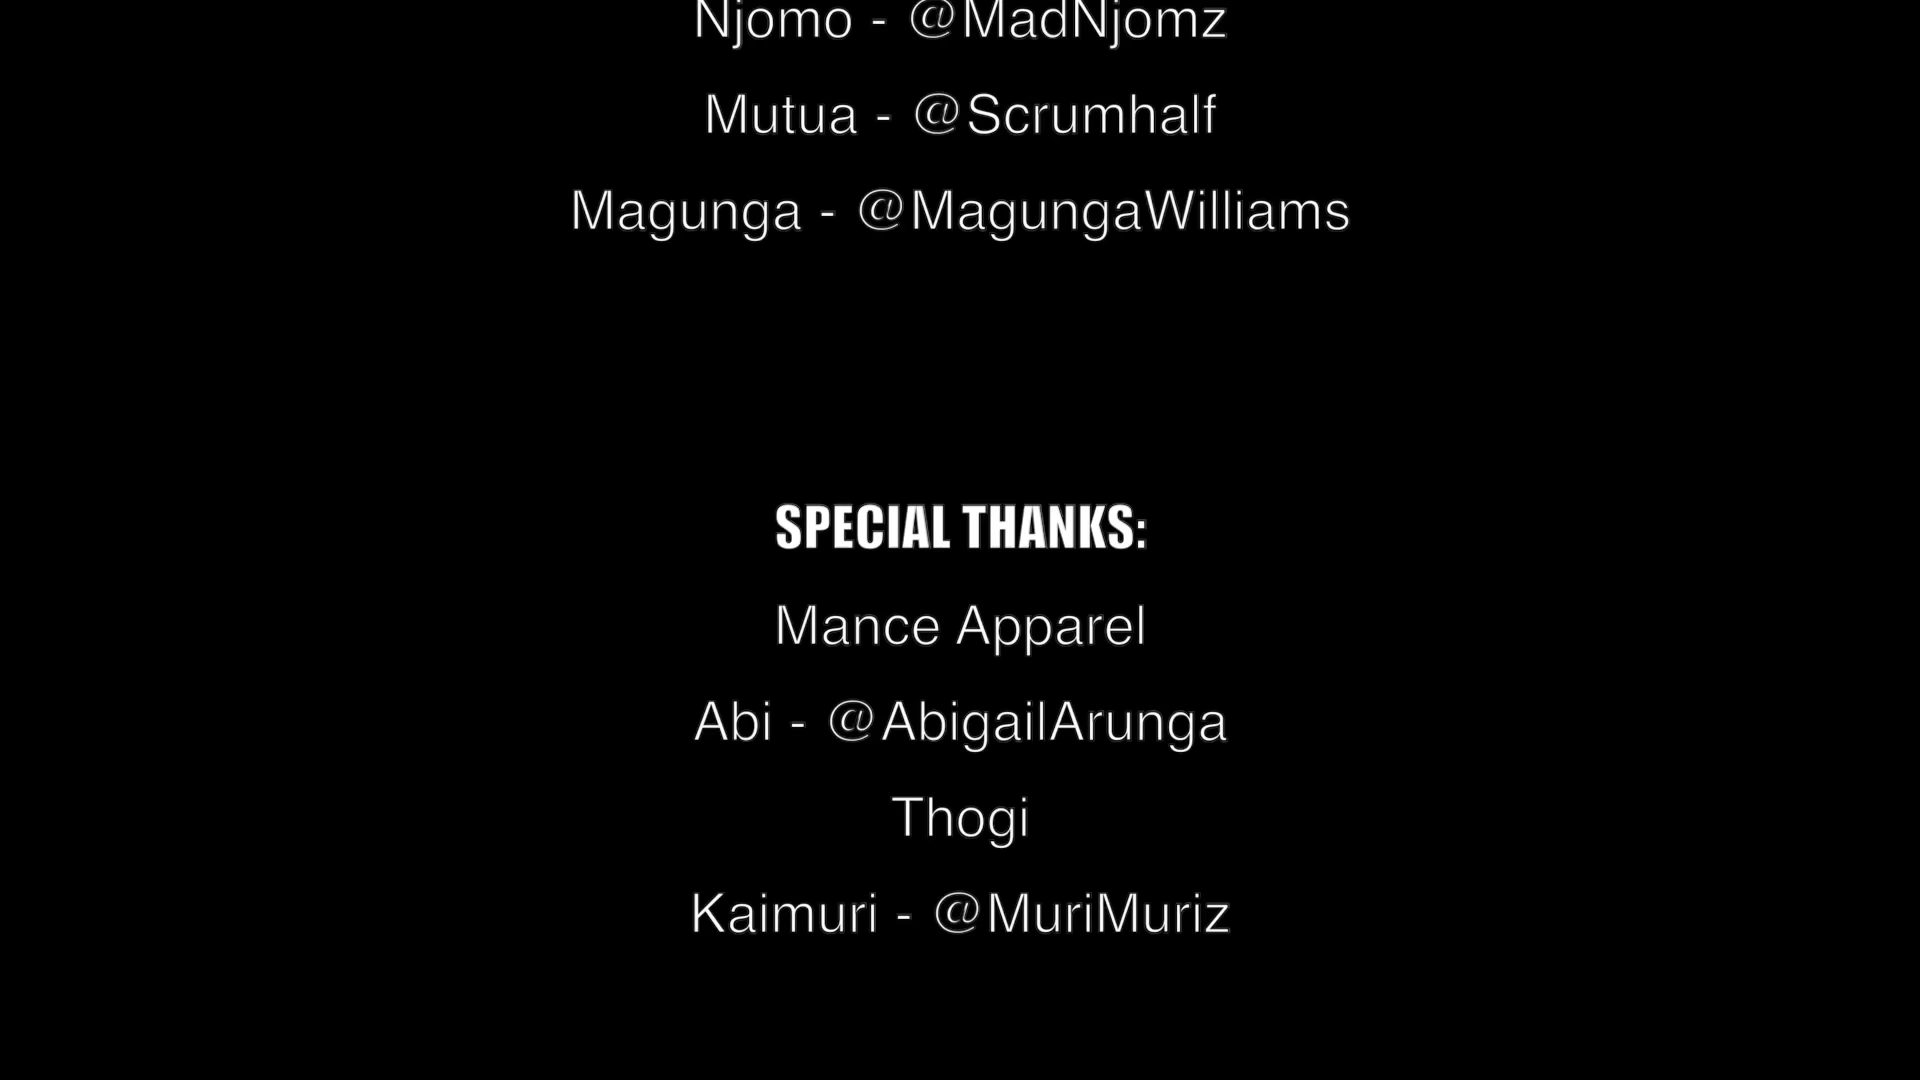 Njomo - @MadNjomz
Mutua - @Scrumhalf
Magunga - @MagungaWilliams
SPECIAL THANKS:
Mance Apparel
Abi - @AbigailArunga
Thogi
Kaimuri - @MuriMuriz